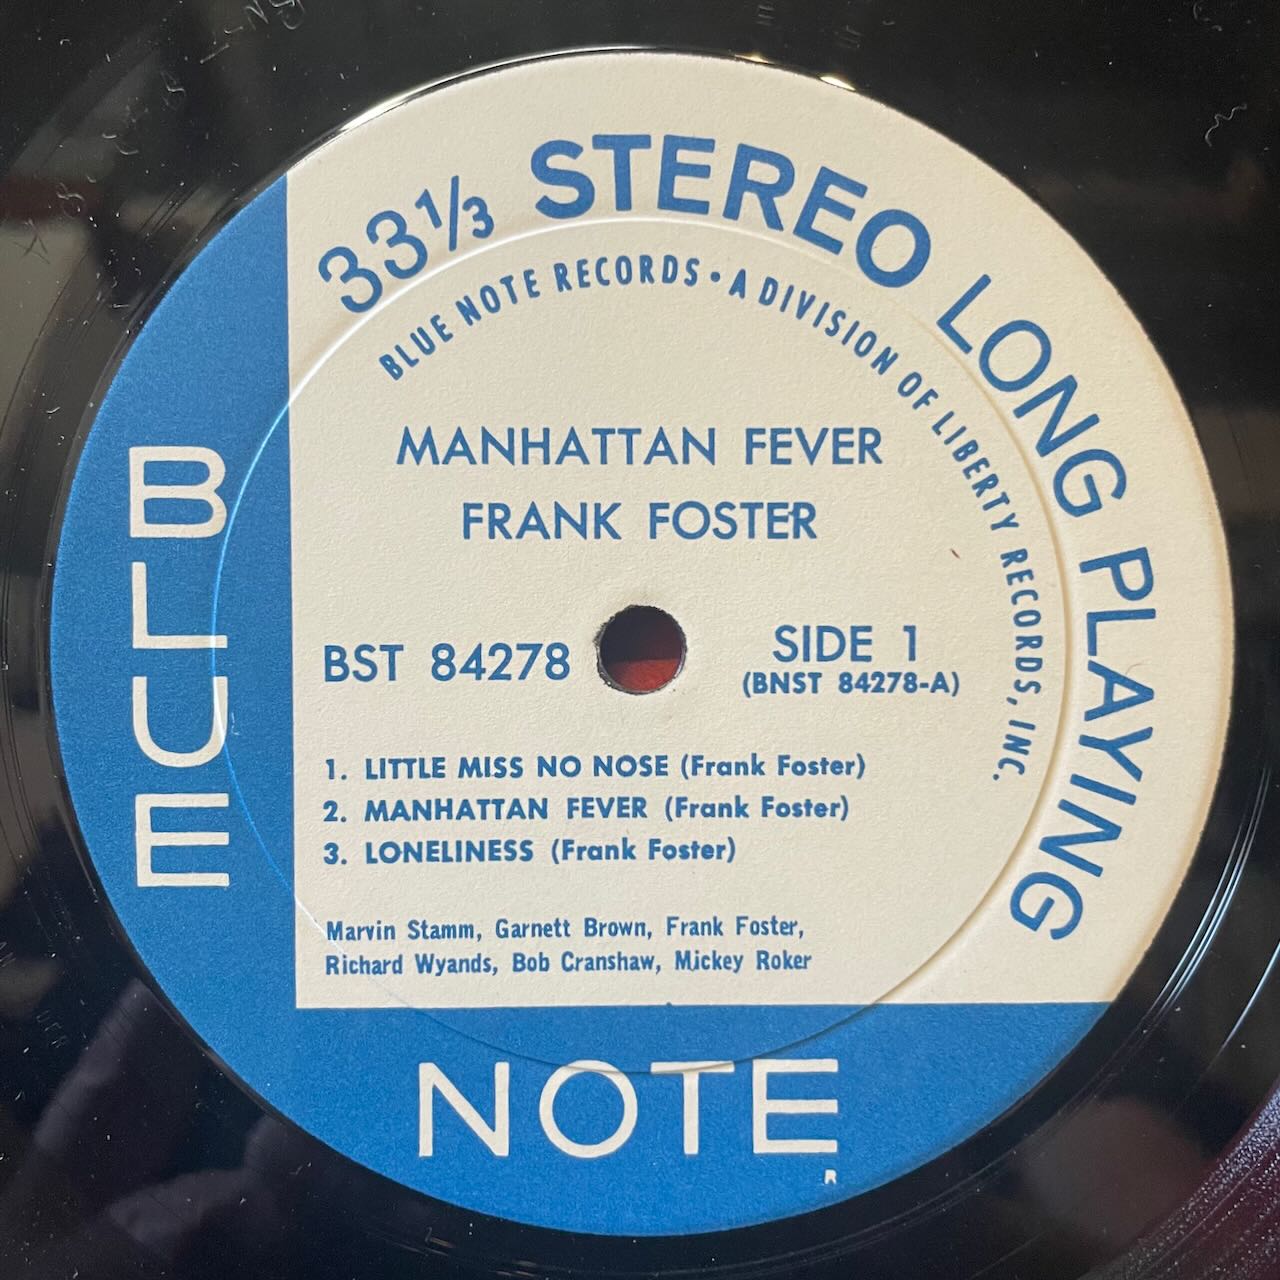 33⅓ STEREO LONG PLAYING
BLUE NOTE RECORDS • A DIVISION OF LIBERTY RECORDS, INC.
MANHATTAN FEVER
FRANK FOSTER
BST 84278
SIDE 1
(BNST 84278-A)
1. LITTLE MISS NO NOSE (Frank Foster)
2. MANHATTAN FEVER (Frank Foster)
3. LONELINESS (Frank Foster)
Marvin Stamm, Garnett Brown, Frank Foster,
Richard Wyands, Bob Cranshaw, Mickey Roker
BLUE
NOTE
R